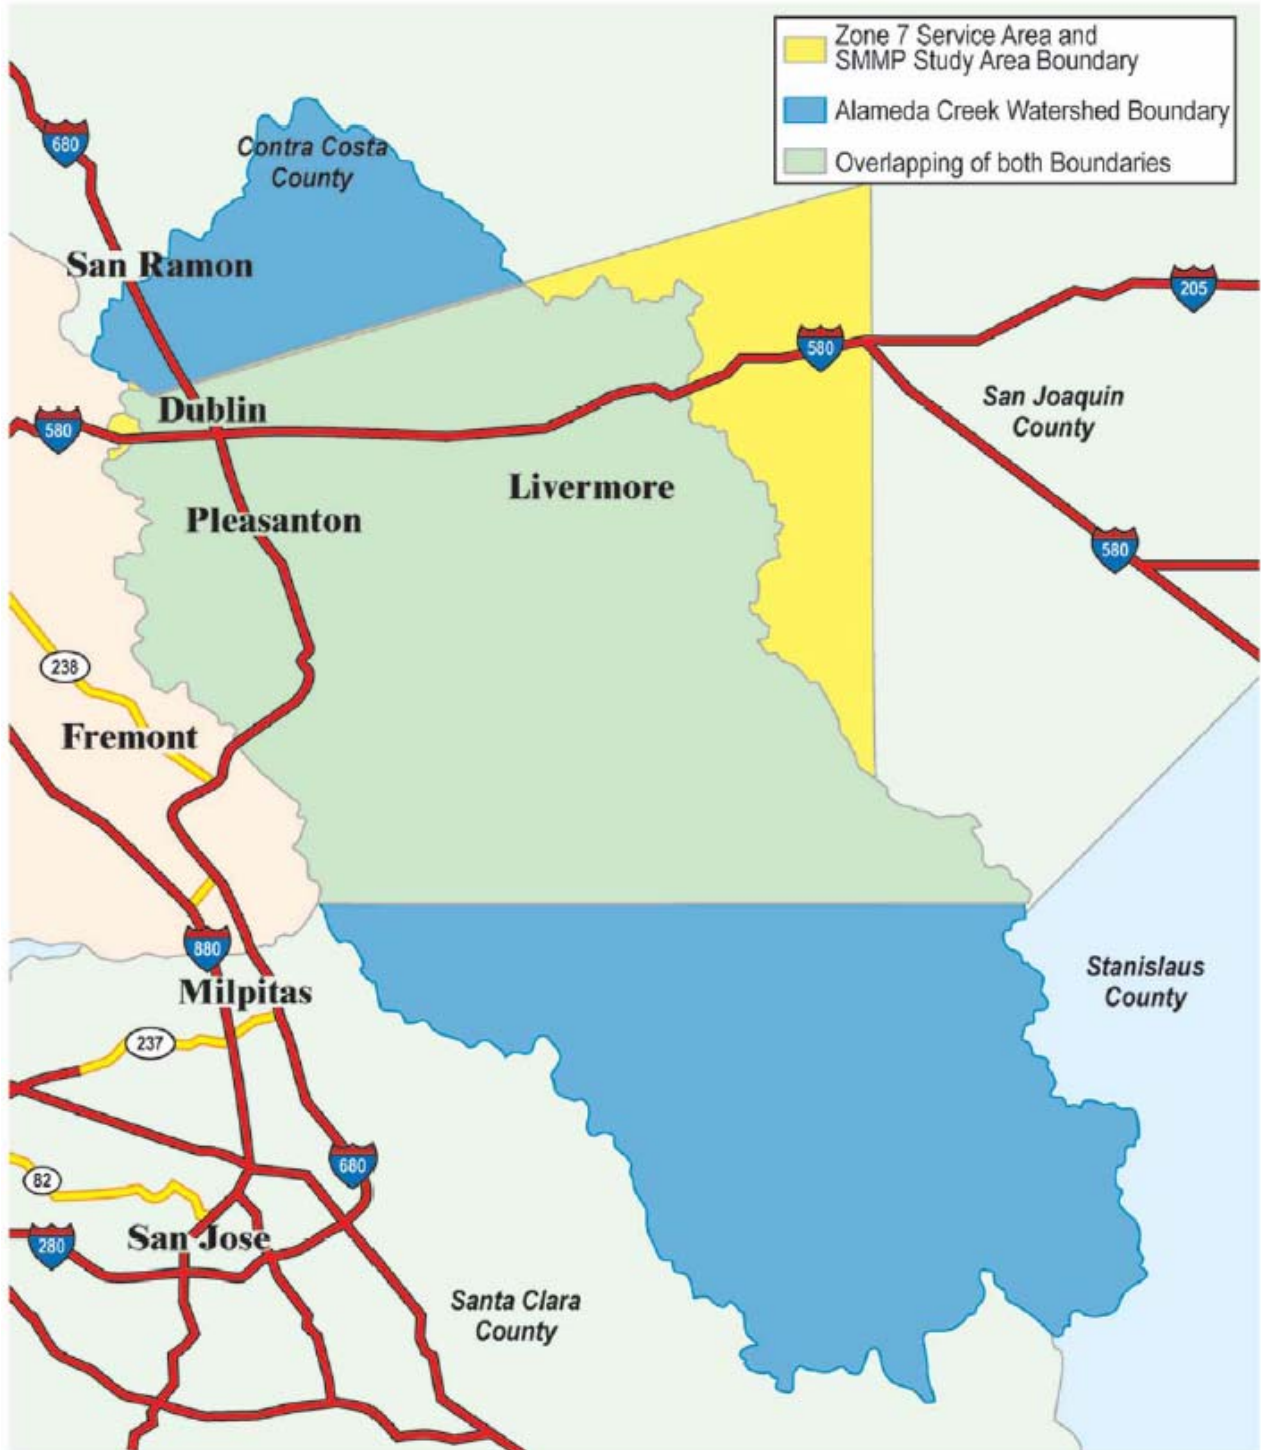 Zone 7 Service Area and
SMMP Study Area Boundary
Alameda Creek Watershed Boundary
Overlapping of both Boundaries
680
Contra Costa
County
San Ramon
205
580
San Joaquin
County
Dublin
580
Livermore
Pleasanton
580
238
Fremont
880
Stanislaus
County
Milpitas
237
680
82
San Jose
280
Santa Clara
County